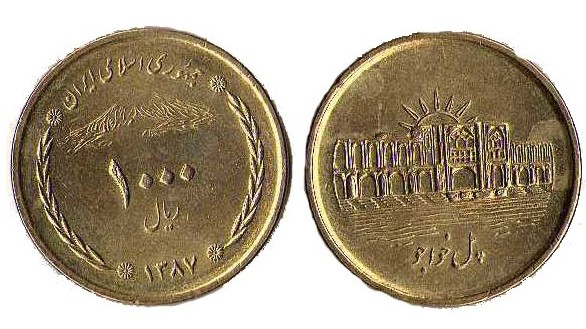 جمهوری اسلامی ایران
۱۰۰۰
ریال
۱۳۸۷
پل خواجو